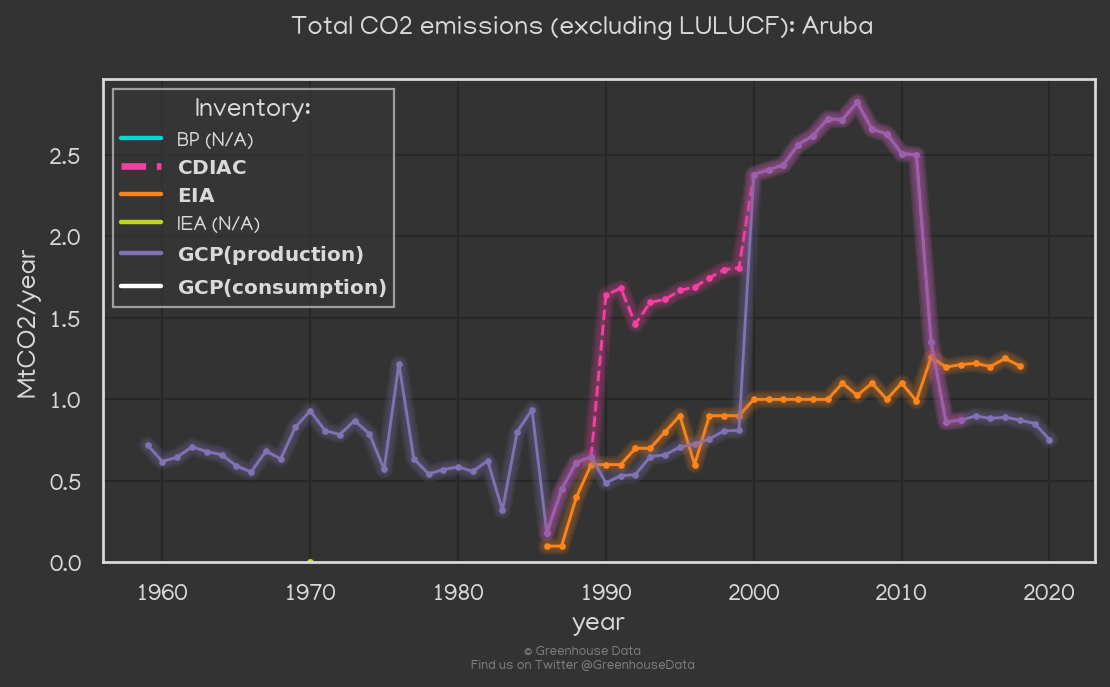 Total CO2 emissions (excluding LULUCF): Aruba
Inventory:
BP (N/A)
CDIAC
EIA
IEA (N/A)
GCP(production)
GCP(consumption)
MtCO2/year
2.5
2.0
1.5
1.0
0.5
0.0
1960 1970 1980 1990 2000 2010 2020
year
© Greenhouse Data
Find us on Twitter @GreenhouseData